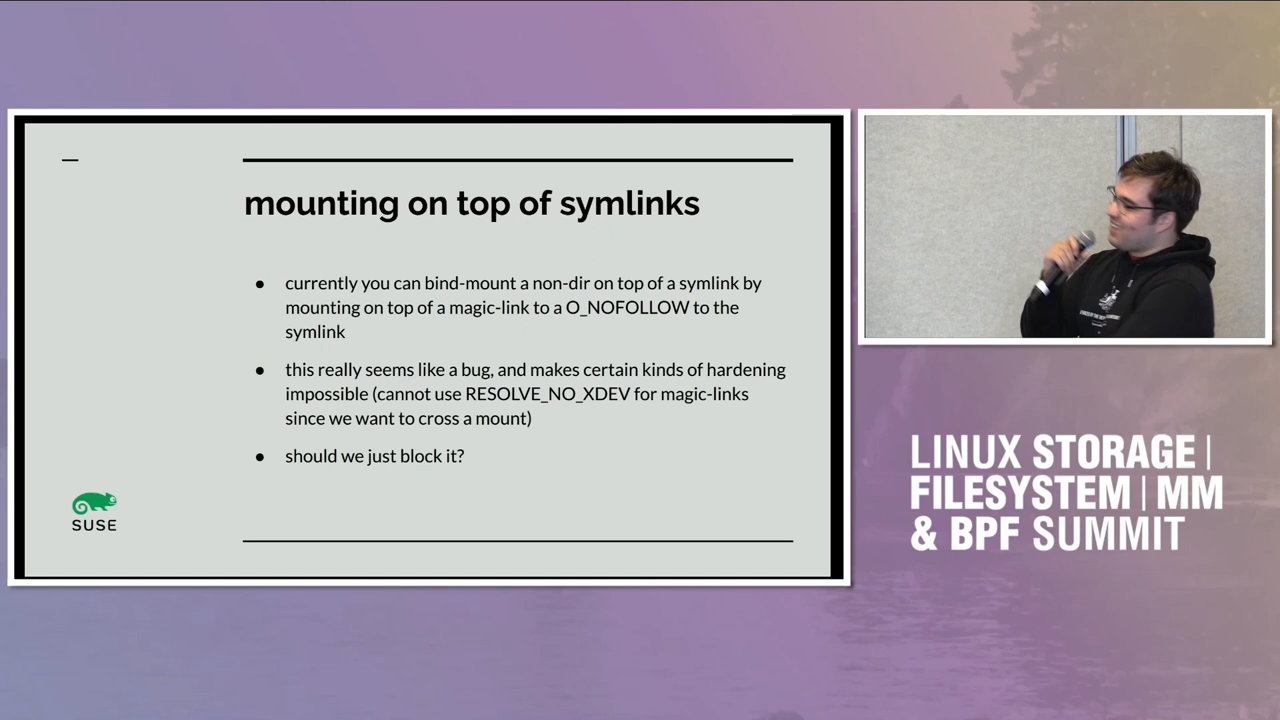 mounting on top of symlinks
● currently you can bind-mount a non-dir on top of a symlink by
mounting on top of a magic-link to a O_NOFOLLOW to the
symlink
● this really seems like a bug, and makes certain kinds of hardening
impossible (cannot use RESOLVE_NO_XDEV for magic-links
since we want to cross a mount)
● should we just block it?
SUSE
LINUX STORAGE |
FILESYSTEM | MM
& BPF SUMMIT